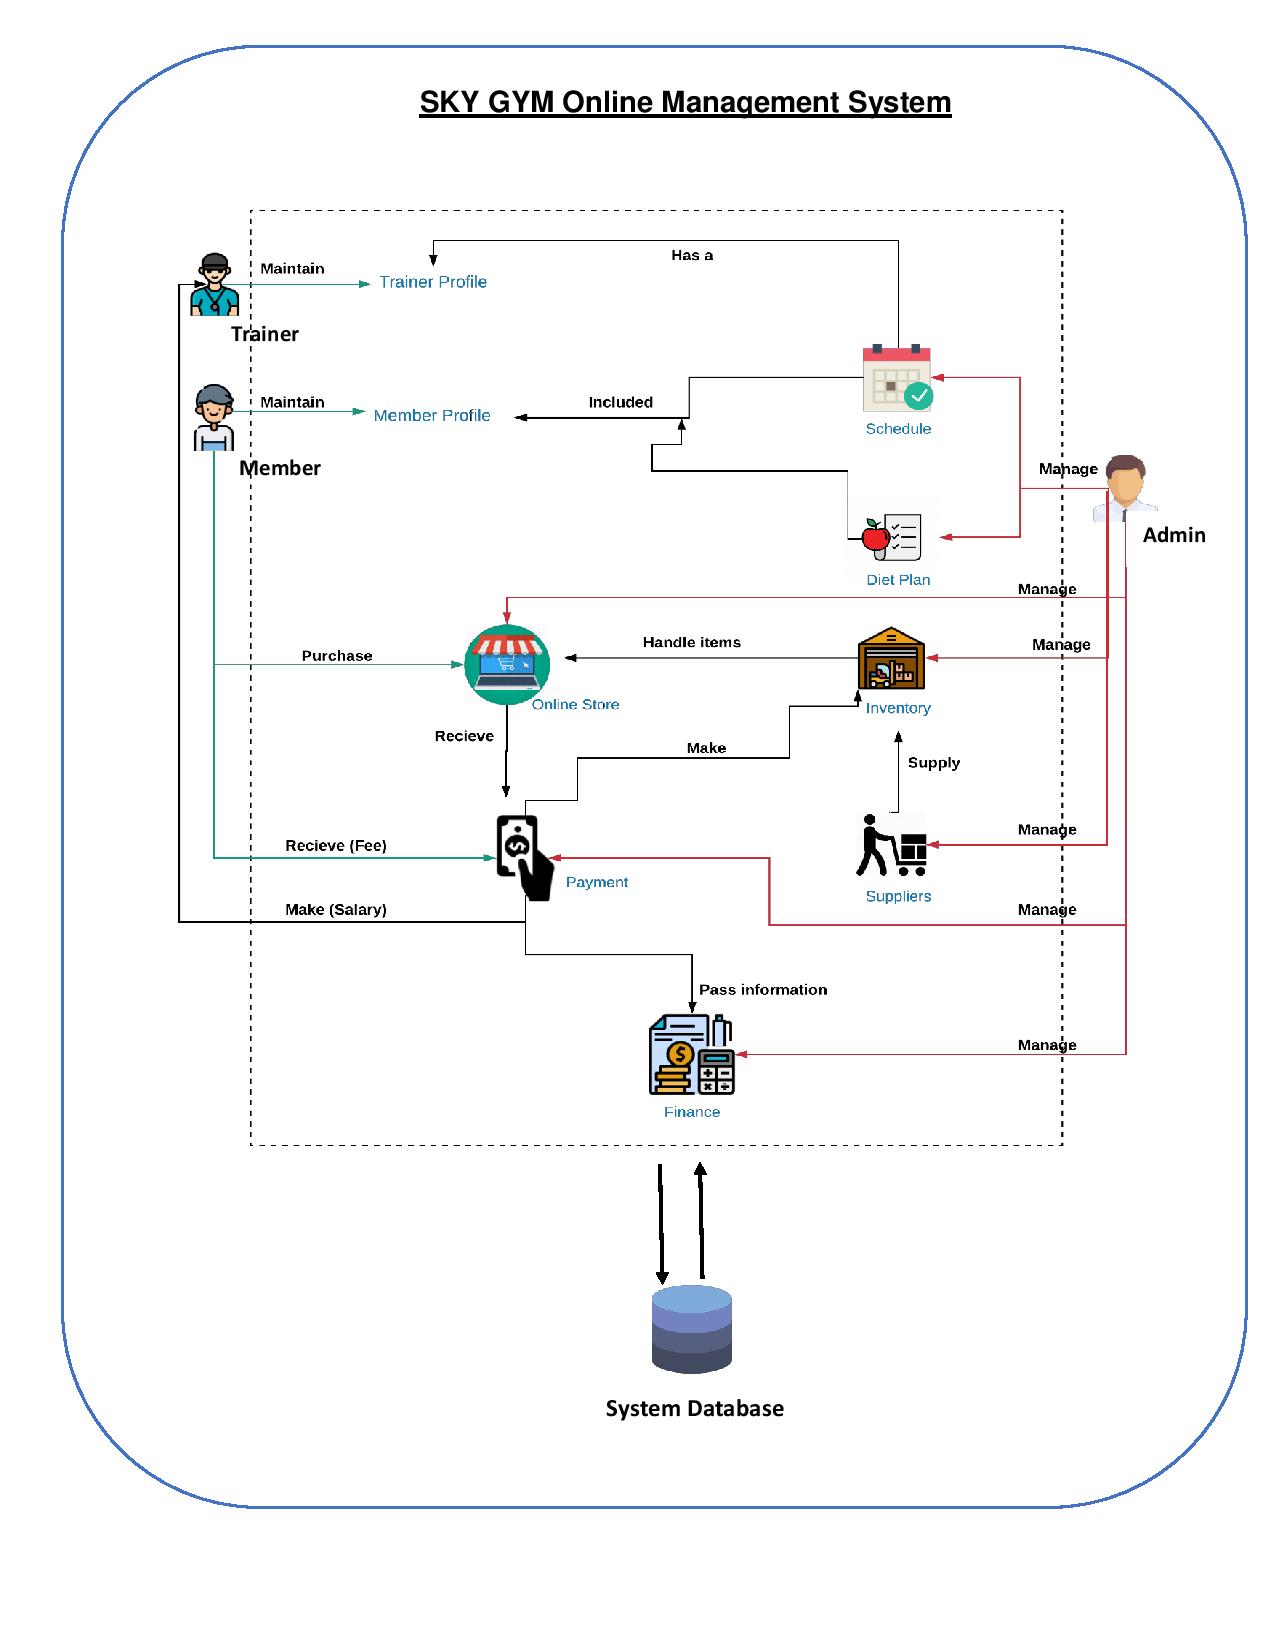 SKY GYM Online Management System
Has a
Maintain
Trainer Profile
Trainer
Maintain
Member Profile
Included
Schedule
Member
Manage
Admin
Diet Plan
Manage
Purchase
Handle items
Manage
Online Store
Inventory
Recieve
Make
Supply
Manage
Recieve (Fee)
Payment
Suppliers
Make (Salary)
Manage
Pass information
Manage
Finance
System Database